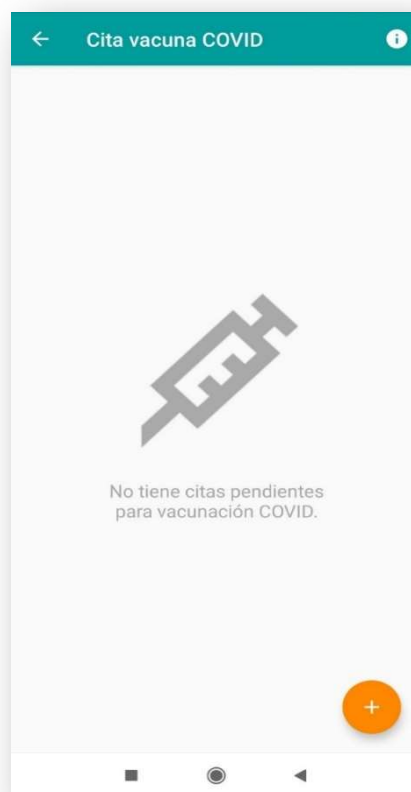 Cita vacuna COVID
No tiene citas pendientes
para vacunación COVID.